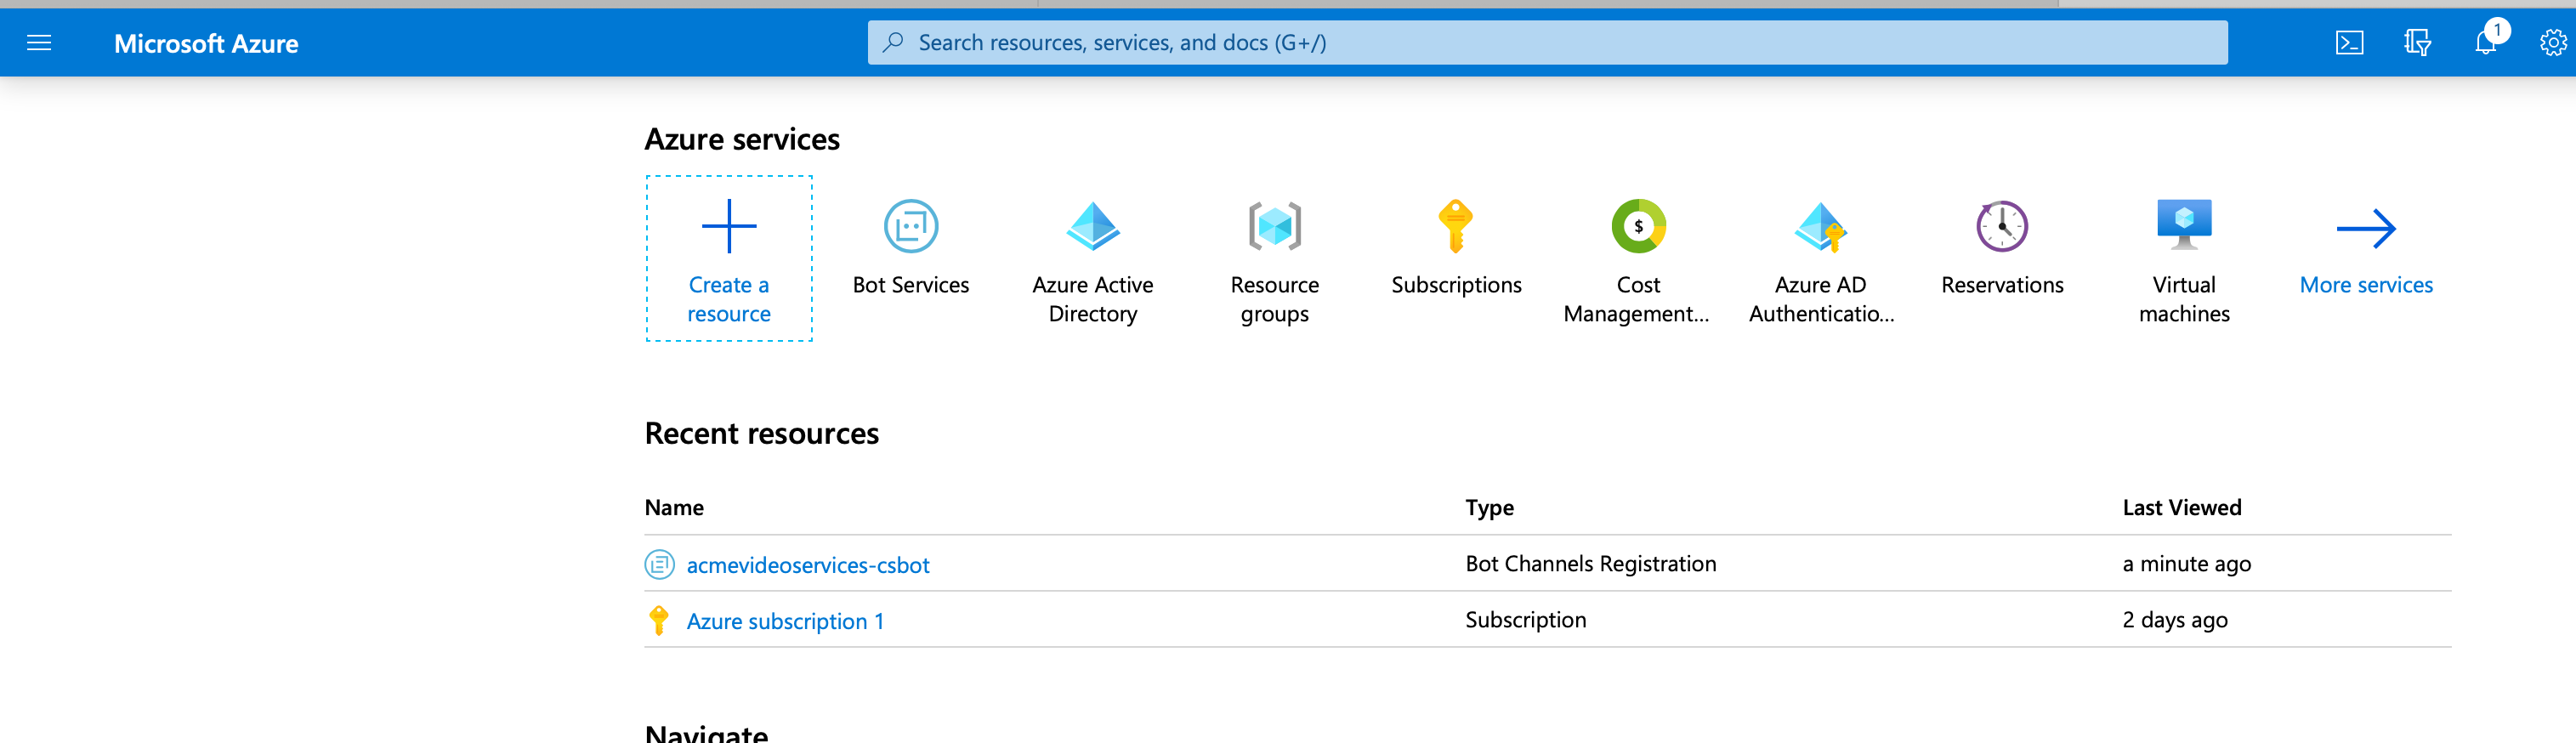 Microsoft Azure
Search resources, services, and docs (G+/)
1
Azure services
Create a
resource
Bot Services
Azure Active
Directory
Resource
groups
Subscriptions
$
Cost
Management...
Azure AD
Authenticatio...
Reservations
Virtual
machines
More services
Recent resources
Name Type Last Viewed
acmevideoservices-csbot Bot Channels Registration a minute ago
Azure subscription 1 Subscription 2 days ago
Navigate